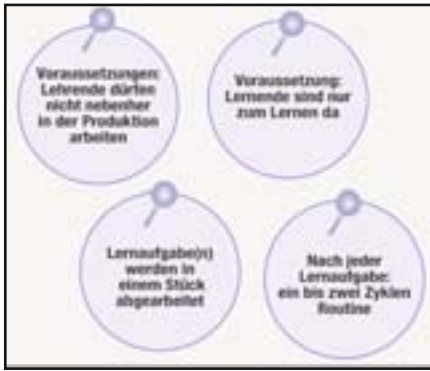 Voraussetzungen:
Lehrende dürfen
nicht nebenher
in der Produktion
arbeiten
Voraussetzung:
Lernende sind nur
zum Lernen da
Lernaufgabe(n)
werden in
einem Stück
abgearbeitet
Nach jeder
Lernaufgabe:
ein bis zwei Zyklen
Routine